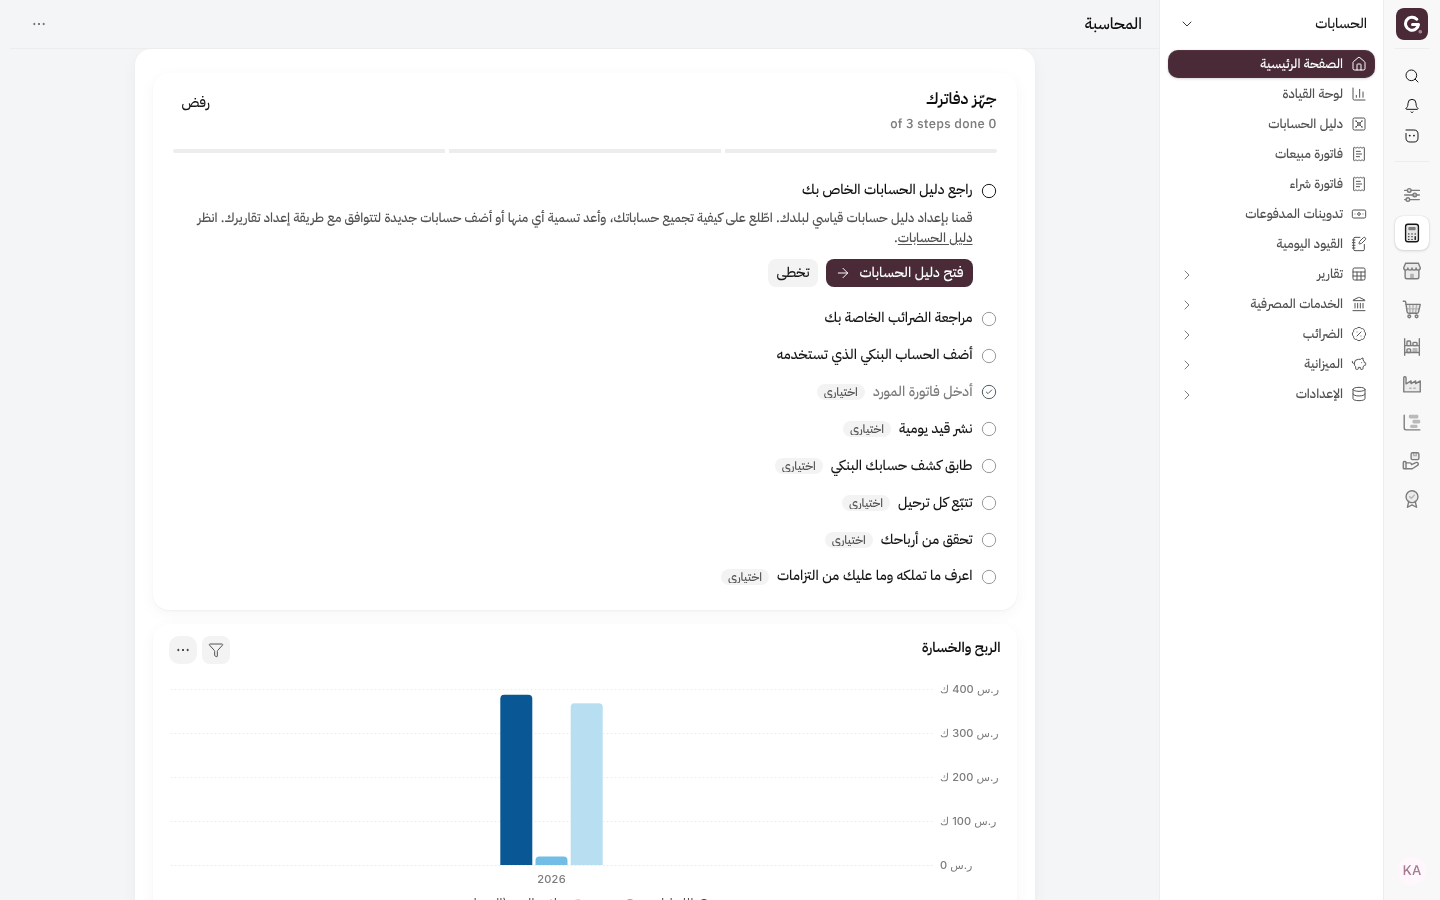 G
الحسابات
الصفحة الرئيسية
لوحة القيادة
دليل الحسابات
فاتورة مبيعات
فاتورة شراء
تدوينات المدفوعات
القيود اليومية
تقارير
الخدمات المصرفية
الضرائب
الميزانية
الإعدادات
KA
المحاسبة
جهّز دفاترك
رفض
0 of 3 steps done
راجع دليل الحسابات الخاص بك
قمنا بإعداد دليل حسابات قياسي لبلدك. اطّلع على كيفية تجميع حساباتك، وأعد تسمية أي منها أو أضف حسابات جديدة لتتوافق مع طريقة إعداد تقاريرك. انظر
دليل الحسابات.
فتح دليل الحسابات
تخطى
مراجعة الضرائب الخاصة بك
أضف الحساب البنكي الذي تستخدمه
أدخل فاتورة المورد اختياري
نشر قيد يومية اختياري
طابق كشف حسابك البنكي اختياري
تتبّع كل ترحيل اختياري
تحقق من أرباحك اختياري
اعرف ما تملكه وما عليك من التزامات اختياري
الربح والخسارة
ر.س 400 ك
ر.س 300 ك
ر.س 200 ك
ر.س 100 ك
ر.س 0
2026